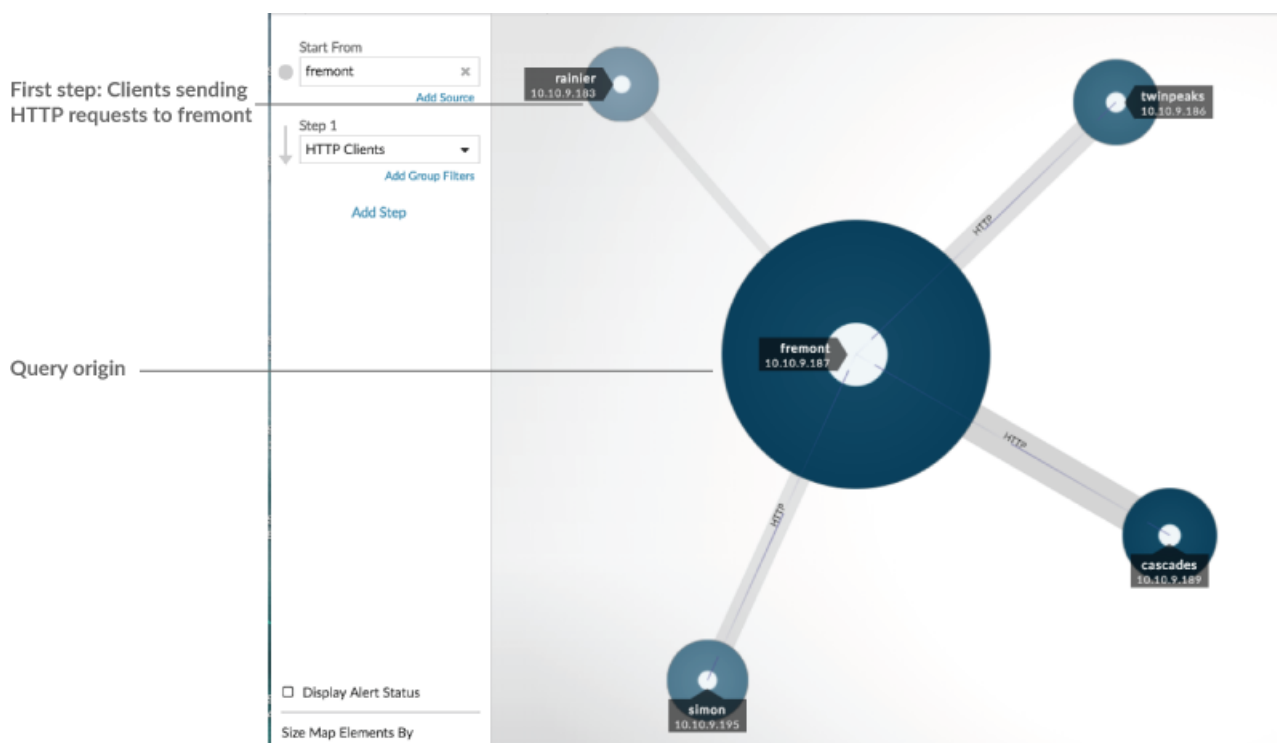 First step: Clients sending
HTTP requests to fremont
Query origin
Start From
fremont
Add Source
Step 1
HTTP Clients
Add Group Filters
Add Step
Display Alert Status
Size Map Elements By
rainier
10.10.9.183
twinpeaks
10.10.9.186
HTTP
fremont
10.10.9.187
HTTP
cascades
10.10.9.189
HTTP
simon
10.10.9.195